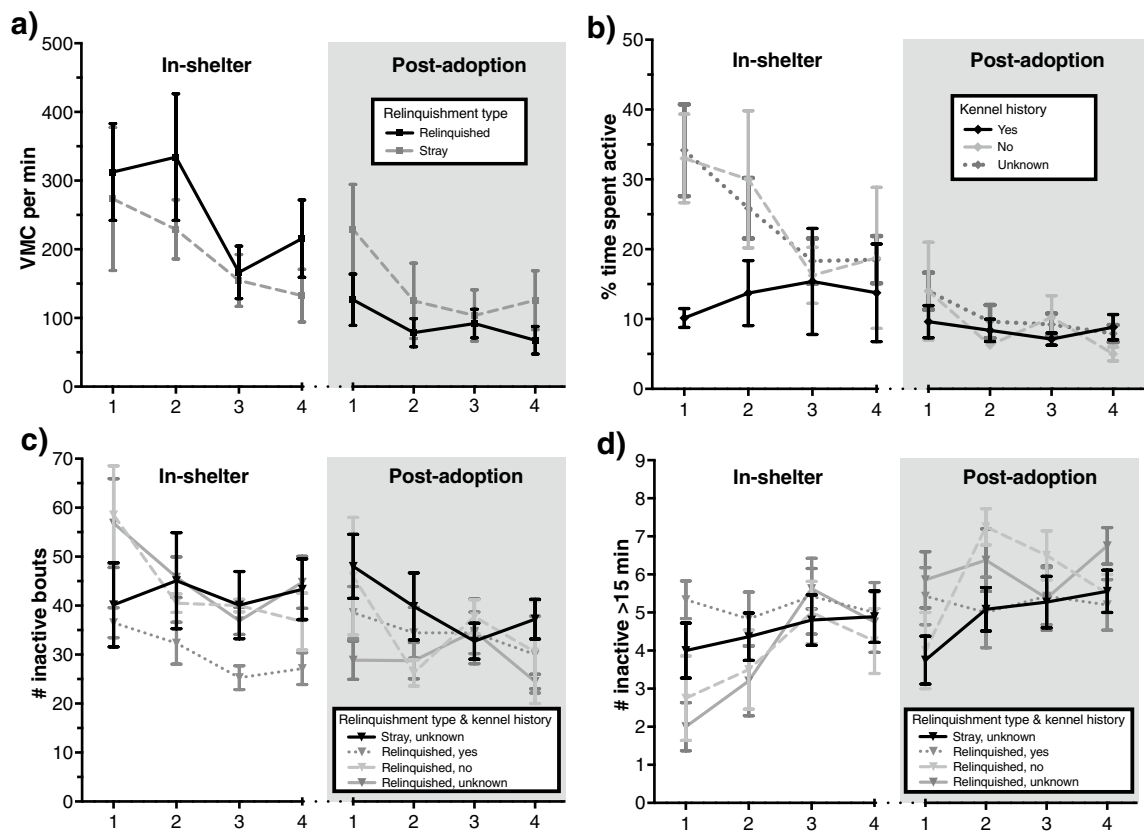 a)
In-shelter
Post-adoption
Relinquishment type
Relinquished
Stray
VMC per min
500
400
300
200
100
0
1 2 3 4 1 2 3 4
b)
In-shelter
Post-adoption
Kennel history
Yes
No
Unknown
% time spent active
50
40
30
20
10
0
1 2 3 4 1 2 3 4
c)
In-shelter
Post-adoption
# inactive bouts
70
60
50
40
30
20
10
0
Relinquishment type & kennel history
Stray, unknown
Relinquished, yes
Relinquished, no
Relinquished, unknown
1 2 3 4 1 2 3 4
d)
In-shelter
Post-adoption
# inactive >15 min
9
8
7
6
5
4
3
2
1
0
Relinquishment type & kennel history
Stray, unknown
Relinquished, yes
Relinquished, no
Relinquished, unknown
1 2 3 4 1 2 3 4